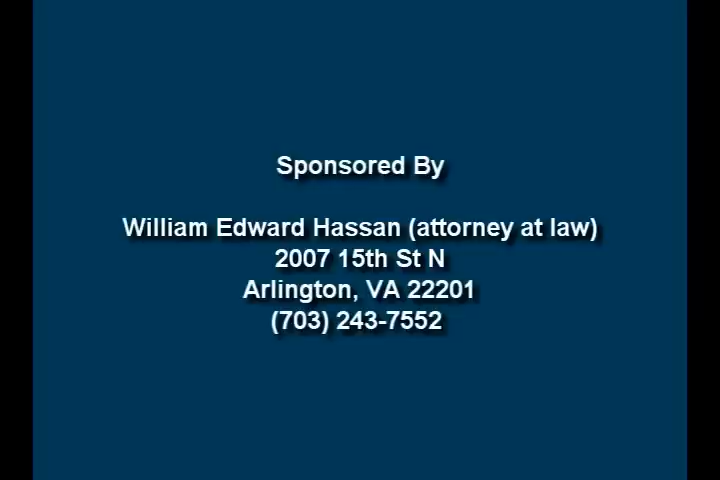 Sponsored By
William Edward Hassan (attorney at law)
2007 15th St N
Arlington, VA 22201
(703) 243-7552